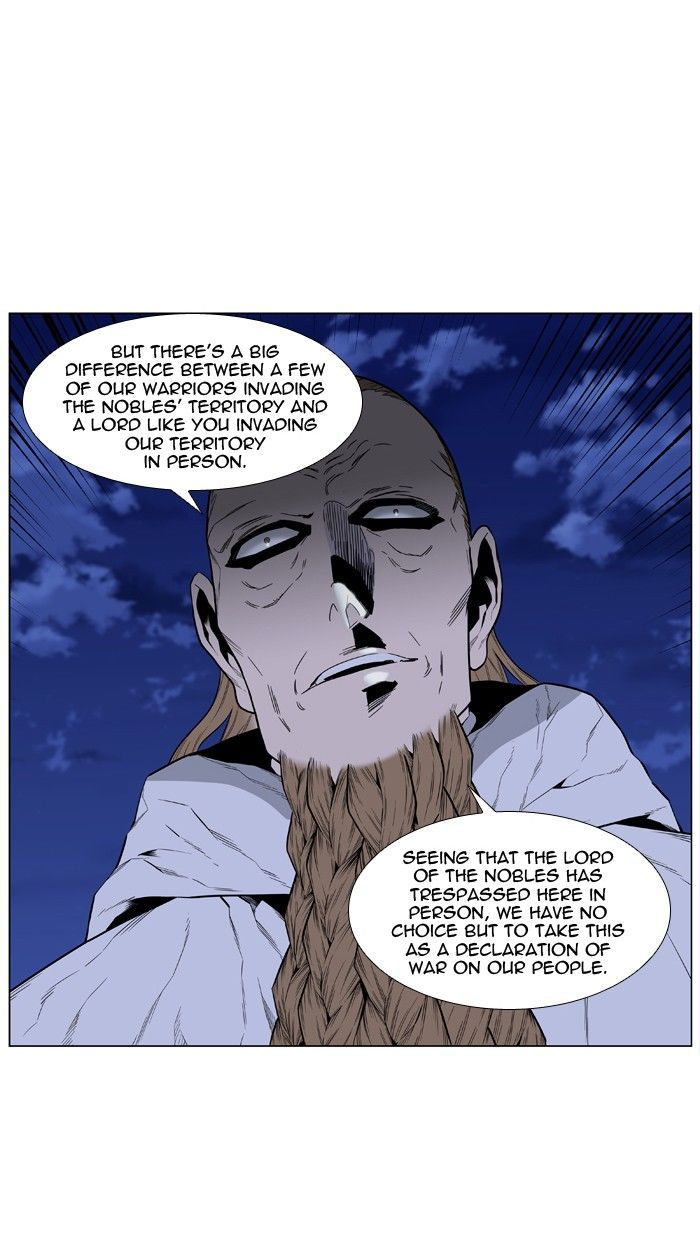 BUT THERE'S A BIG
DIFFERENCE BETWEEN A FEW
OF OUR WARRIORS INVADING
THE NOBLES' TERRITORY AND
A LORD LIKE YOU INVADING
OUR TERRITORY
IN PERSON.
SEEING THAT THE LORD
OF THE NOBLES HAS
TRESPASSED HERE IN
PERSON, WE HAVE NO
CHOICE BUT TO TAKE THIS
AS A DECLARATION OF
WAR ON OUR PEOPLE.